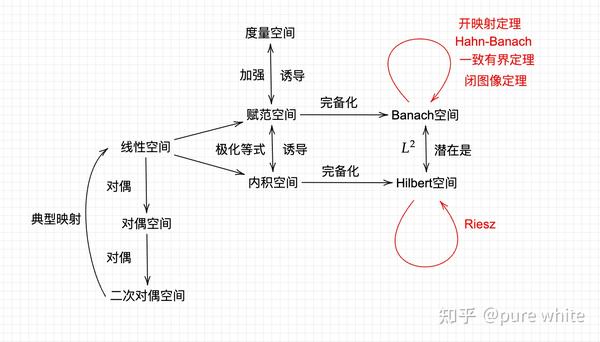 度量空间
加强 诱导
赋范空间
完备化
Banach空间
开映射定理
Hahn-Banach
一致有界定理
闭图像定理
线性空间
极化等式 诱导
L² 潜在是
内积空间
完备化
Hilbert空间
Riesz
对偶
对偶空间
典型映射
对偶
二次对偶空间
知乎 @pure white